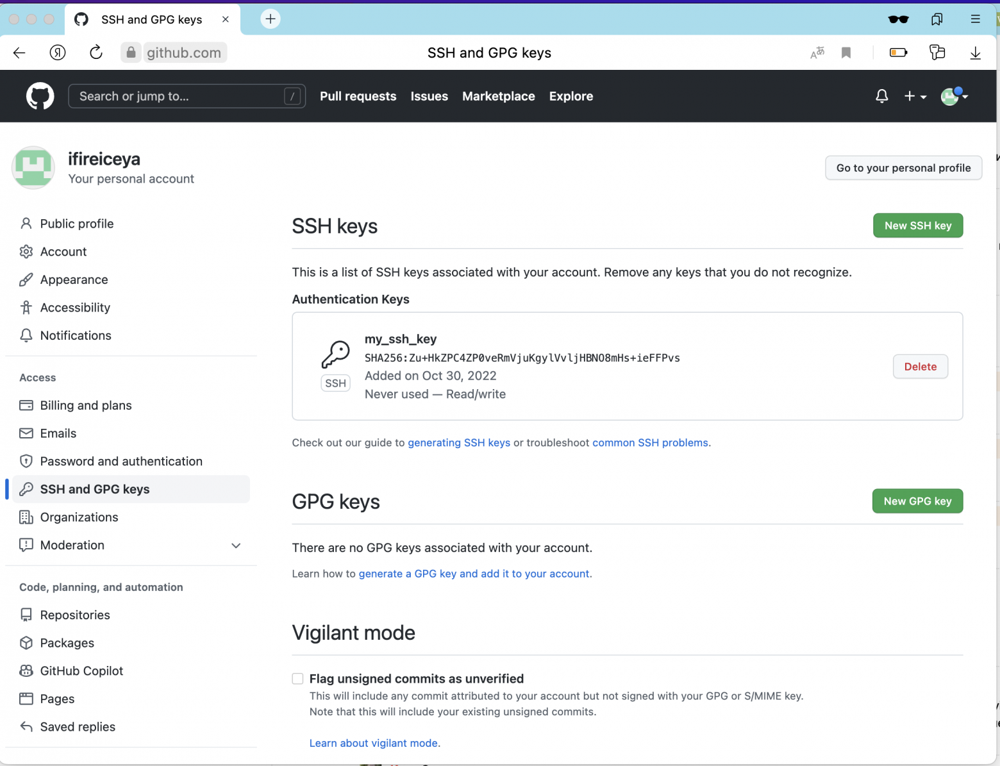 SSH and GPG keys
github.com
SSH and GPG keys
Search or jump to...
/
Pull requests
Issues
Marketplace
Explore
ifireiceya
Your personal account
Go to your personal profile
Public profile
Account
Appearance
Accessibility
Notifications
Access
Billing and plans
Emails
Password and authentication
SSH and GPG keys
Organizations
Moderation
Code, planning, and automation
Repositories
Packages
GitHub Copilot
Pages
Saved replies
SSH keys
New SSH key
This is a list of SSH keys associated with your account. Remove any keys that you do not recognize.
Authentication Keys
my_ssh_key
SHA256:Zu+HkZPC4ZP0veRmVjuKgylVvljHBNO8mHs+ieFFPvs
Added on Oct 30, 2022
Never used — Read/write
SSH
Delete
Check out our guide to generating SSH keys or troubleshoot common SSH problems.
GPG keys
New GPG key
There are no GPG keys associated with your account.
Learn how to generate a GPG key and add it to your account.
Vigilant mode
Flag unsigned commits as unverified
This will include any commit attributed to your account but not signed with your GPG or S/MIME key.
Note that this will include your existing unsigned commits.
Learn about vigilant mode.